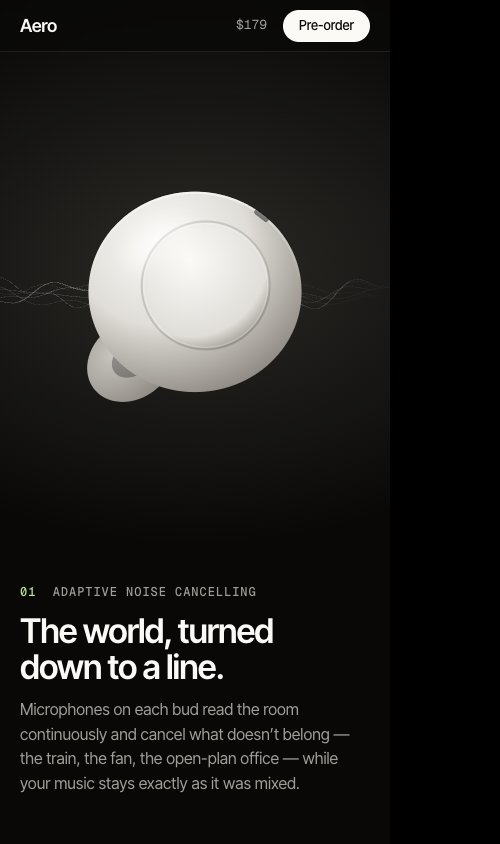 Aero
$179
Pre-order
01 ADAPTIVE NOISE CANCELLING
The world, turned
down to a line.
Microphones on each bud read the room
continuously and cancel what doesn’t belong —
the train, the fan, the open-plan office — while
your music stays exactly as it was mixed.